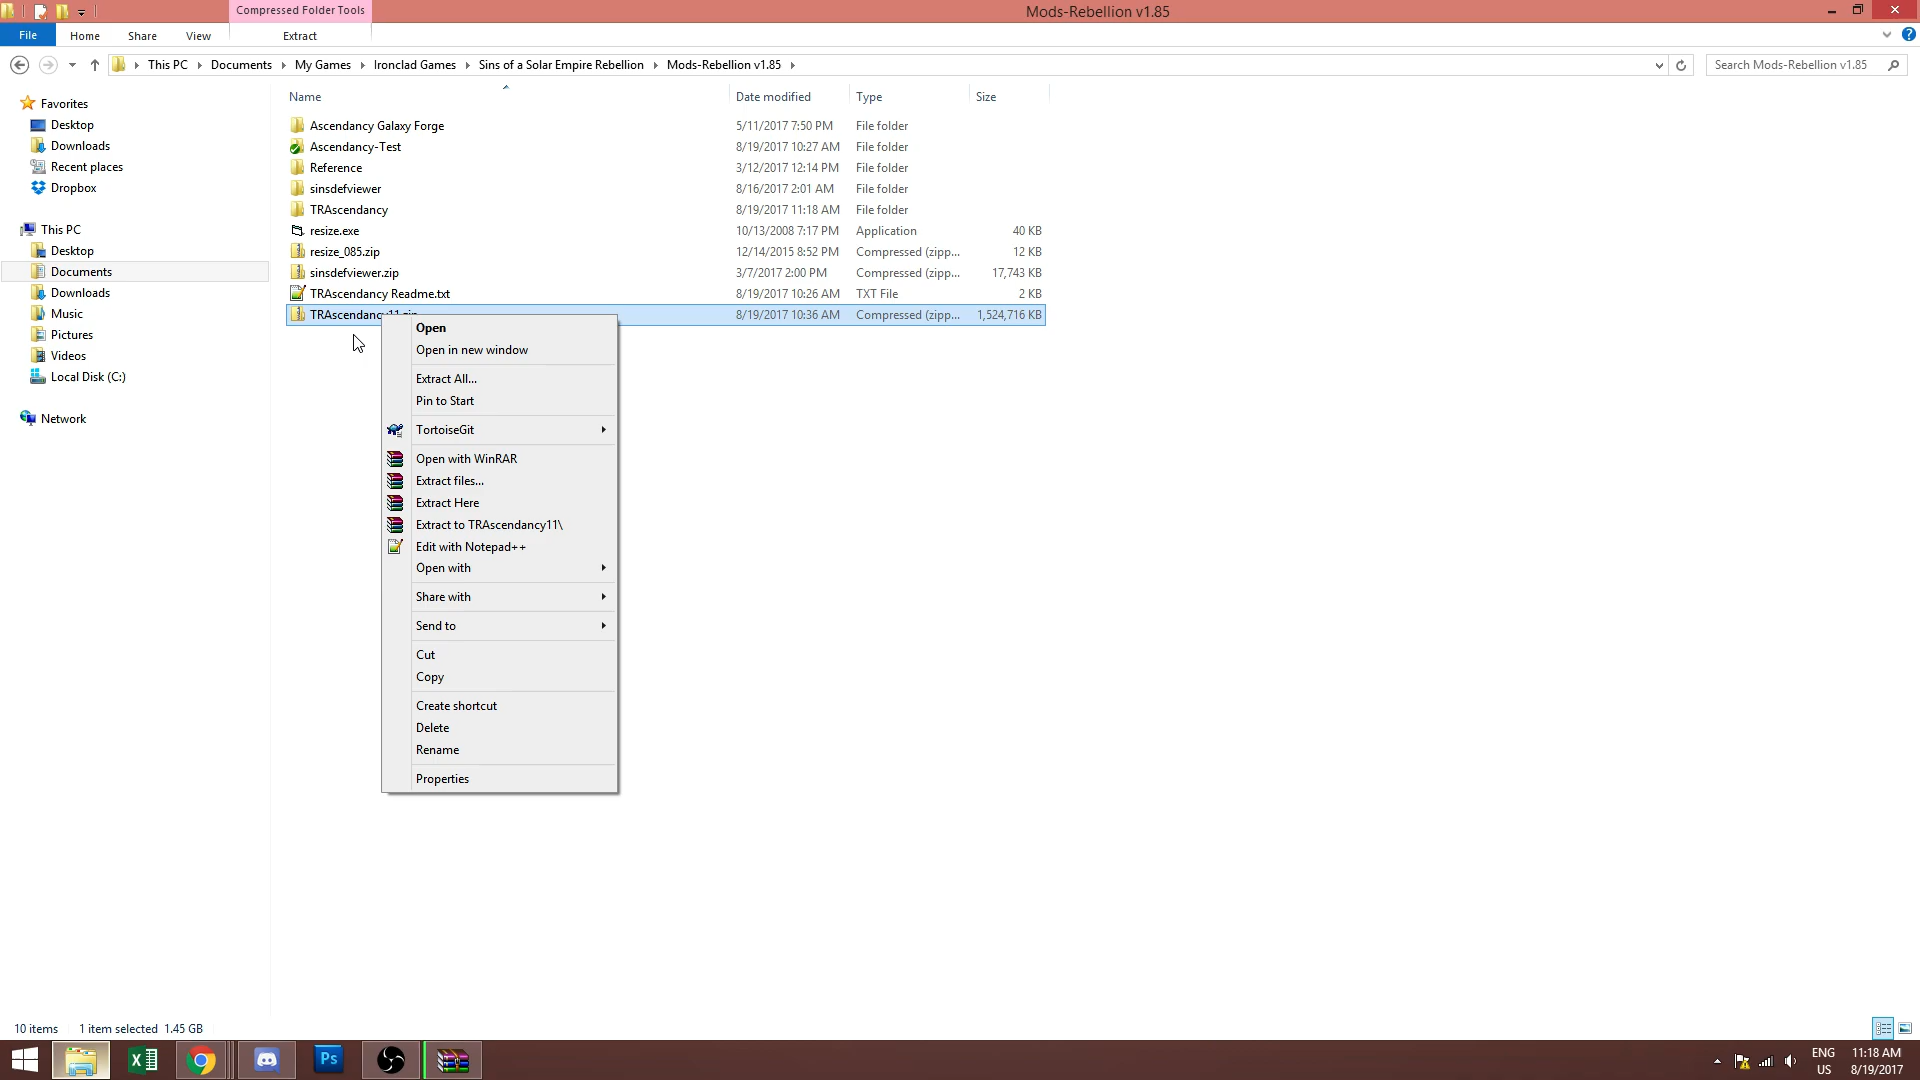 Compressed Folder Tools
Mods-Rebellion v1.85
File Home Share View Extract
This PC Documents My Games Ironclad Games Sins of a Solar Empire Rebellion Mods-Rebellion v1.85
Search Mods-Rebellion v1.85
Name Date modified Type Size
Favorites
Desktop
Downloads
Recent places
Dropbox
This PC
Desktop
Documents
Downloads
Music
Pictures
Videos
Local Disk (C:)
Network
Ascendancy Galaxy Forge 5/11/2017 7:50 PM File folder
Ascendancy-Test 8/19/2017 10:27 AM File folder
Reference 3/12/2017 12:14 PM File folder
sinsdefviewer 8/16/2017 2:01 AM File folder
TRAscendancy 8/19/2017 11:18 AM File folder
resize.exe 10/13/2008 7:17 PM Application 40 KB
resize_085.zip 12/14/2015 8:52 PM Compressed (zipp... 12 KB
sinsdefviewer.zip 3/7/2017 2:00 PM Compressed (zipp... 17,743 KB
TRAscendancy Readme.txt 8/19/2017 10:26 AM TXT File 2 KB
TRAscendancy11.zip 8/19/2017 10:36 AM Compressed (zipp... 1,524,716 KB
Open
Open in new window
Extract All...
Pin to Start
TortoiseGit
Open with WinRAR
Extract files...
Extract Here
Extract to TRAscendancy11\
Edit with Notepad++
Open with
Share with
Send to
Cut
Copy
Create shortcut
Delete
Rename
Properties
10 items 1 item selected 1.45 GB
Ps
ENG 11:18 AM
US 8/19/2017